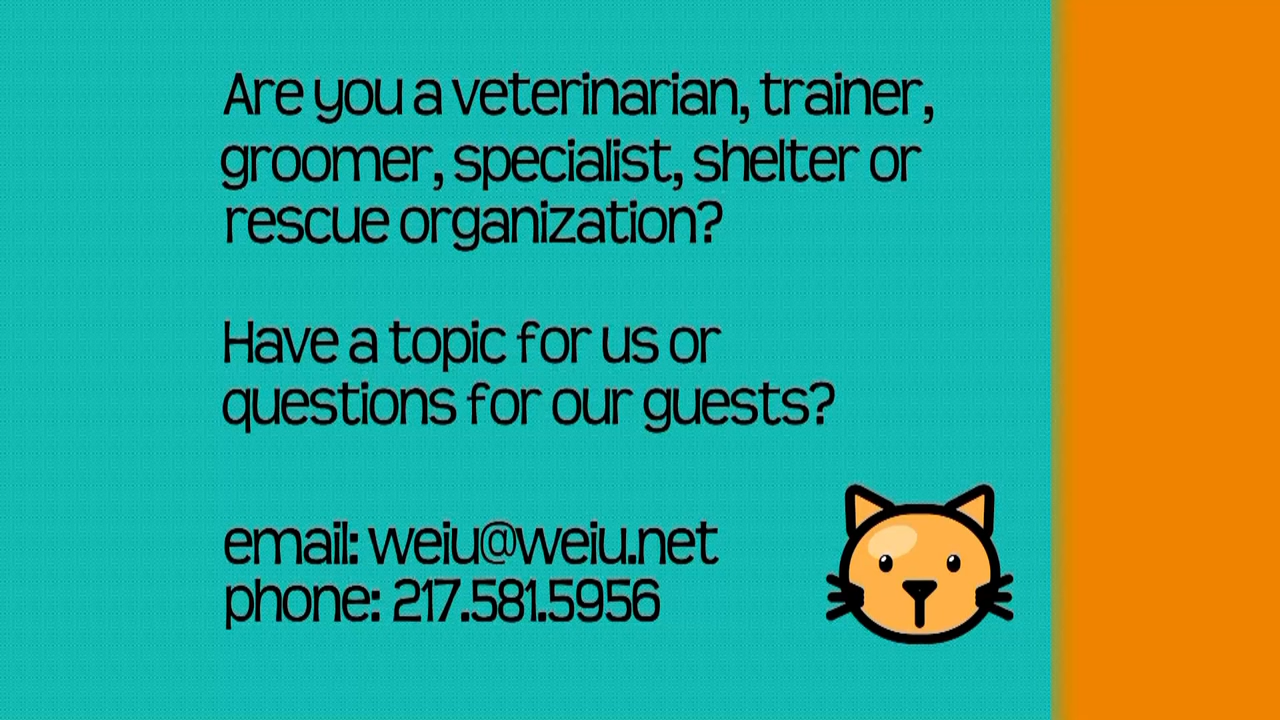 Are you a veterinarian, trainer,
groomer, specialist, shelter or
rescue organization?
Have a topic for us or
questions for our guests?
email: weiu@weiu.net
phone: 217.581.5956